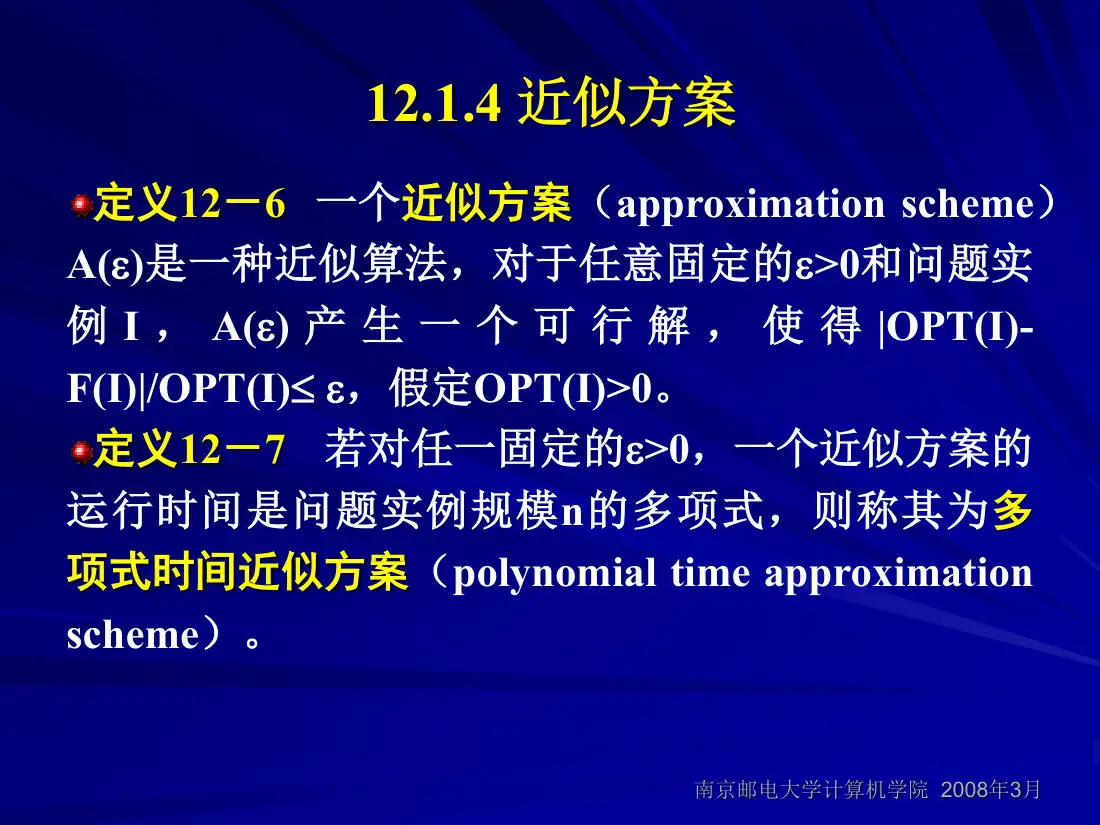 12.1.4 近似方案
定义12－6 一个近似方案（approximation scheme）
A(ε)是一种近似算法，对于任意固定的ε>0和问题实
例 I ， A(ε) 产 生 一 个 可 行 解 ， 使 得 |OPT(I)-
F(I)|/OPT(I)≤ ε，假定OPT(I)>0。
定义12－7 若对任一固定的ε>0，一个近似方案的
运行时间是问题实例规模n的多项式，则称其为多
项式时间近似方案（polynomial time approximation
scheme）。
南京邮电大学计算机学院 2008年3月